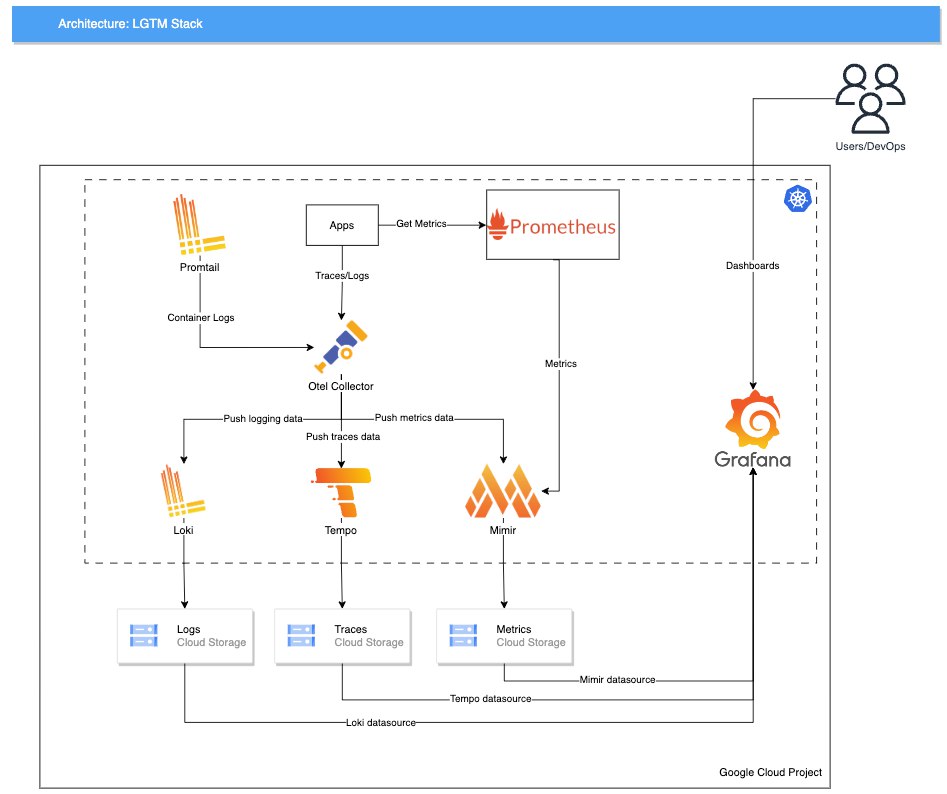 Architecture: LGTM Stack
Users/DevOps
Promtail
Apps
Get Metrics
Prometheus
Traces/Logs
Dashboards
Container Logs
Metrics
Otel Collector
Push logging data
Push metrics data
Push traces data
Grafana
Loki
Tempo
Mimir
Logs
Cloud Storage
Traces
Cloud Storage
Metrics
Cloud Storage
Mimir datasource
Tempo datasource
Loki datasource
Google Cloud Project